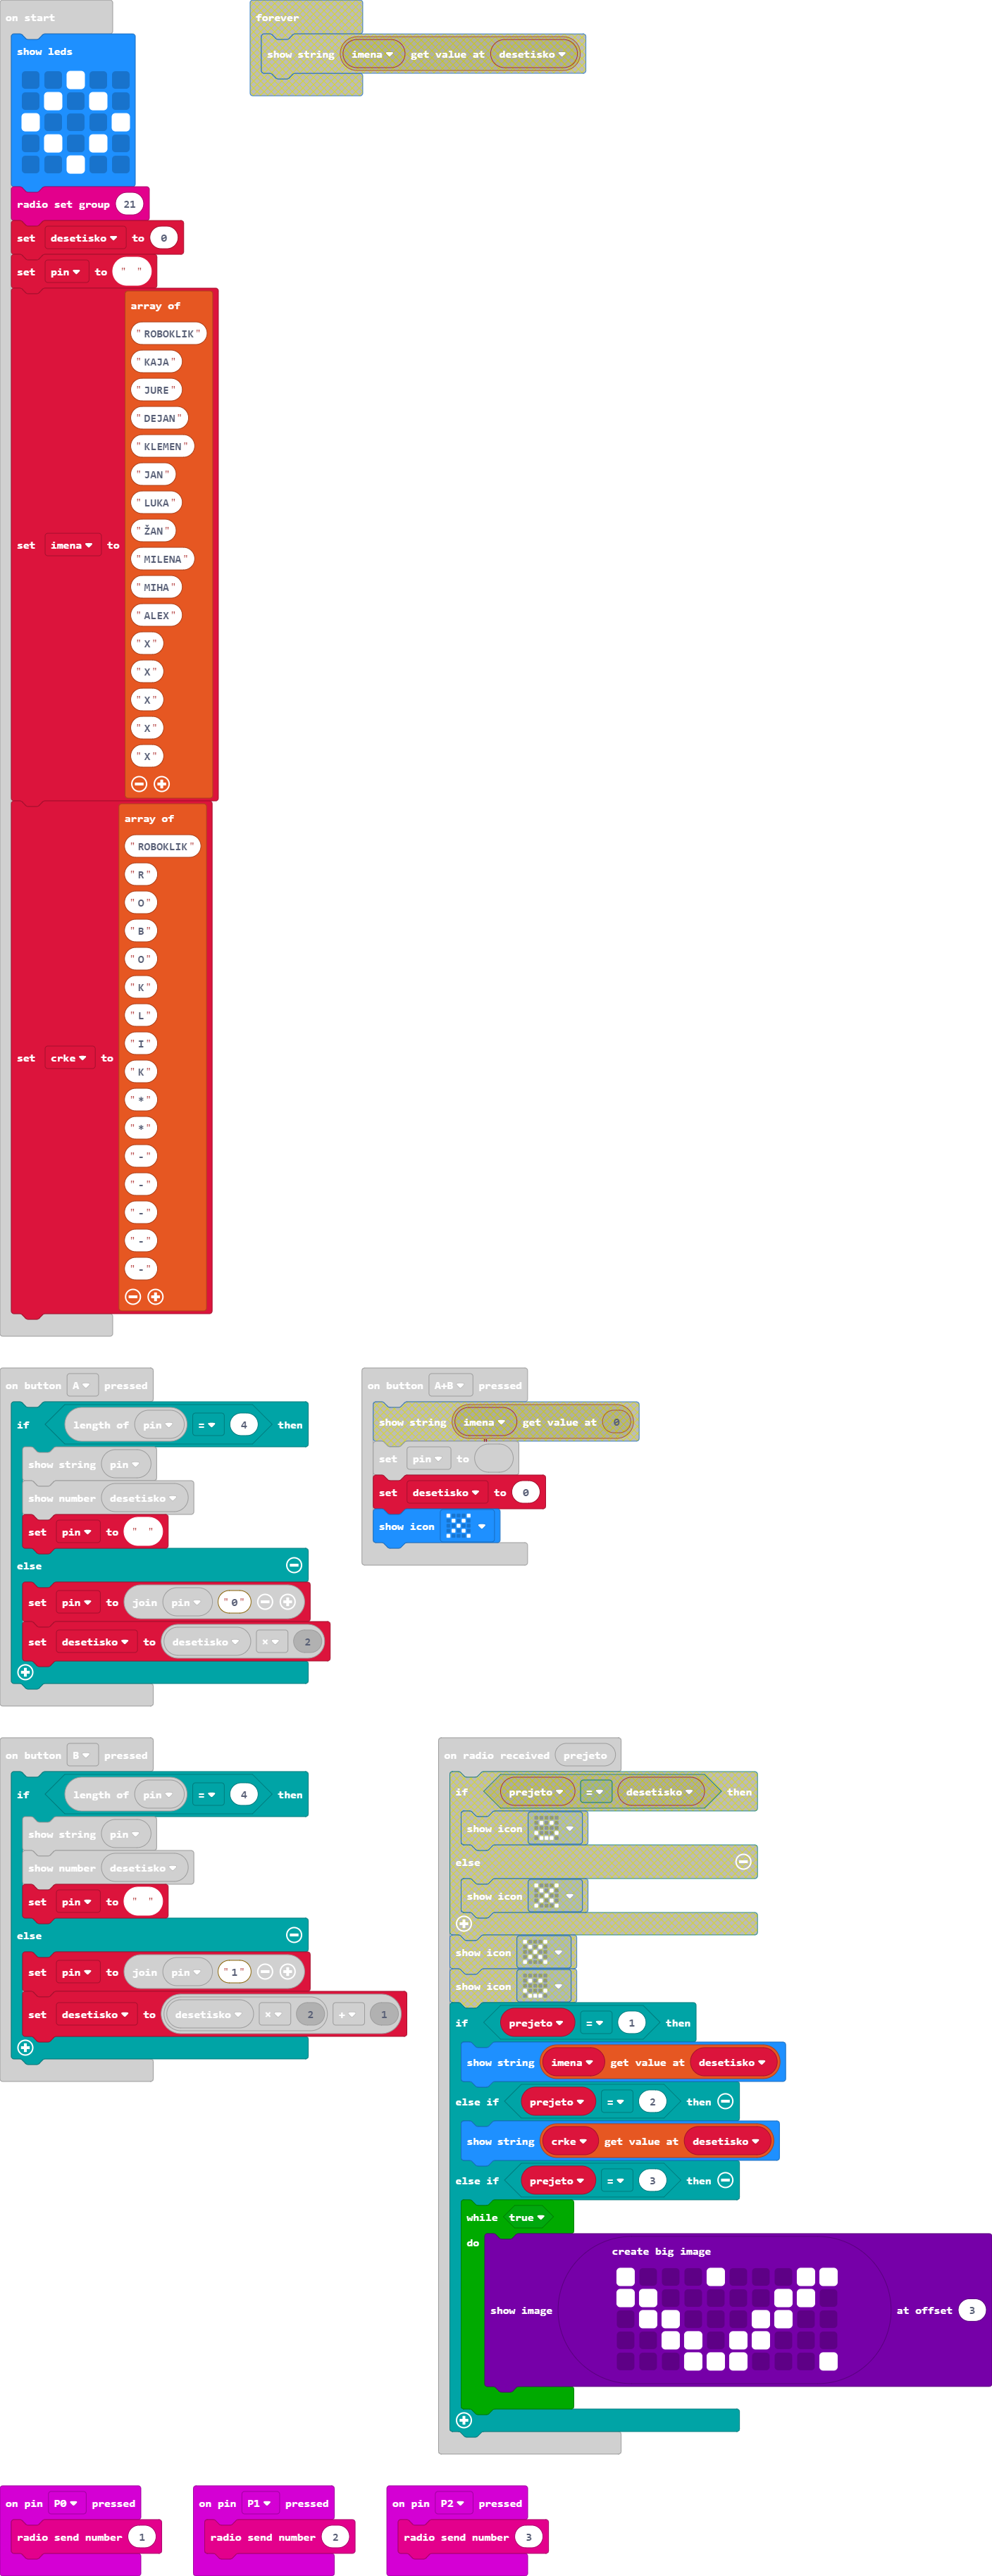 on start
show leds
radio set group 21
set desetisko to 0
set pin to " "
set imena to array of
"ROBOKLIK"
"KAJA"
"JURE"
"DEJAN"
"KLEMEN"
"JAN"
"LUKA"
"ŽAN"
"MILENA"
"MIHA"
"ALEX"
"X"
"X"
"X"
"X"
"X"
set crke to array of
"ROBOKLIK"
"R"
"O"
"B"
"O"
"K"
"L"
"I"
"K"
"*"
"*"
"-"
"-"
"-"
"-"
"-"
forever
show string imena get value at desetisko
on button A pressed
if length of pin = 4 then
show string pin
show number desetisko
set pin to " "
else
set pin to join pin "0"
set desetisko to desetisko × 2
on button A+B pressed
show string imena get value at 0
set pin to
set desetisko to 0
show icon
on button B pressed
if length of pin = 4 then
show string pin
show number desetisko
set pin to " "
else
set pin to join pin "1"
set desetisko to desetisko × 2 + 1
on radio received prejeto
if prejeto = desetisko then
show icon
else
show icon
show icon
show icon
if prejeto = 1 then
show string imena get value at desetisko
else if prejeto = 2 then
show string crke get value at desetisko
else if prejeto = 3 then
while true
do
create big image
show image at offset 3
on pin P0 pressed
radio send number 1
on pin P1 pressed
radio send number 2
on pin P2 pressed
radio send number 3